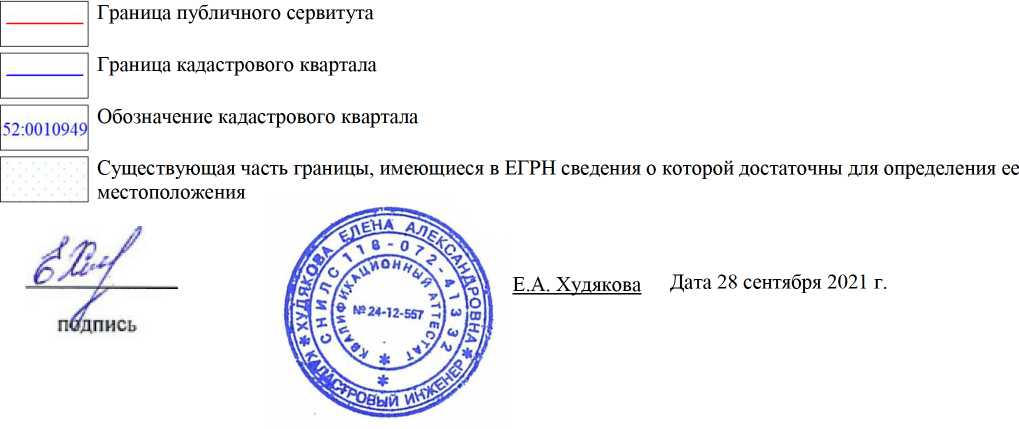 Граница публичного сервитута
Граница кадастрового квартала
52:0010949
Обозначение кадастрового квартала
Существующая часть границы, имеющиеся в ЕГРН сведения о которой достаточны для определения ее
местоположения
подпись
* ХУДЯКОВА ЕЛЕНА АЛЕКСАНДРОВНА *
КАДАСТРОВЫЙ ИНЖЕНЕР
СНИЛС 118-072-413 32
* КВАЛИФИКАЦИОННЫЙ АТТЕСТАТ
№ 24-12-557
Е.А. Худякова
Дата 28 сентября 2021 г.